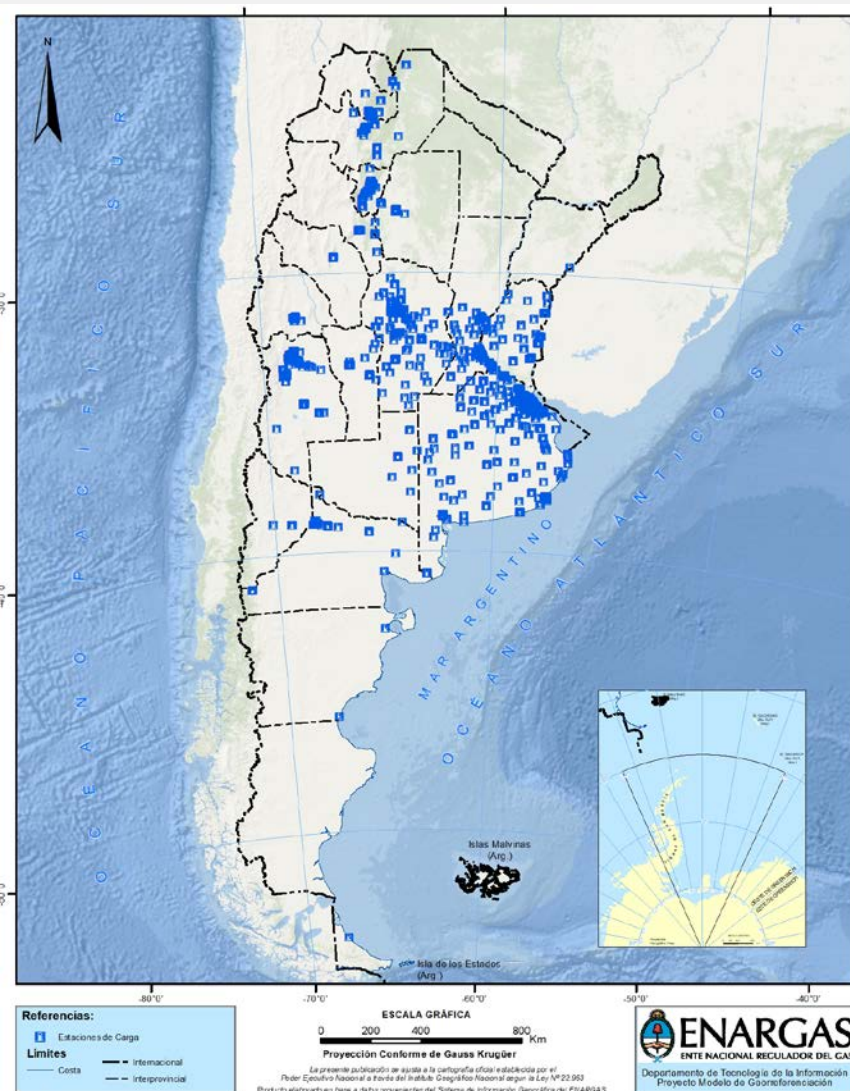 N
OCÉANO PACÍFICO SUR
MAR ARGENTINO
OCÉANO ATLÁNTICO SUR
Islas Malvinas
(Arg.)
Isla de los Estados
(Arg.)
-80°0'
-70°0'
-60°0'
-50°0'
-40°0'
Referencias:
Estaciones de Carga
Limites
Costa
Internacional
Interprovincial
ESCALA GRÁFICA
0 200 400 800
Km
Proyección Conforme de Gauss Krugüer
La presente publicación se ajusta a la cartografía oficial establecida por el
Poder Ejecutivo Nacional a través del Instituto Geográfico Nacional segun la Ley Nº 22.963
ENARGAS
ENTE NACIONAL REGULADOR DEL GAS
Departamento de Tecnología de la Información
Proyecto Módulo de Georreferenciación